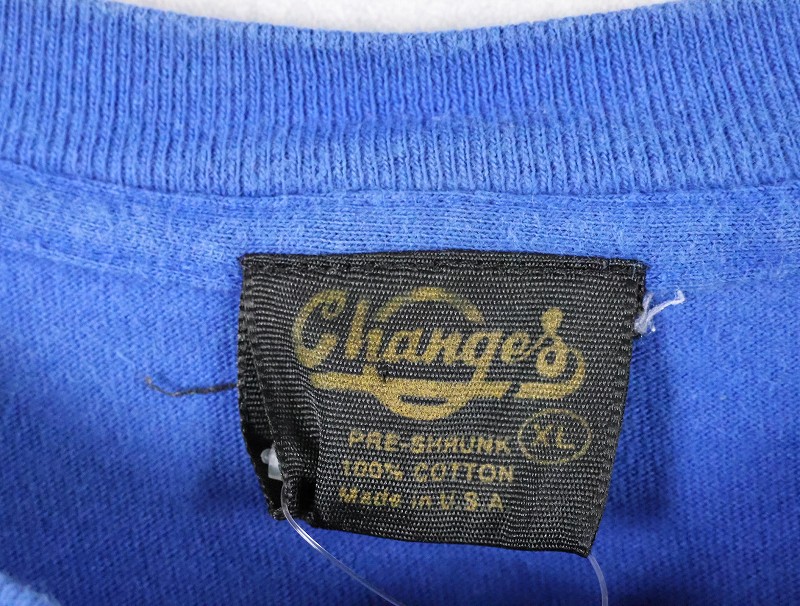 Changes
XL
PRE-SHRUNK
100% COTTON
Made in U.S.A